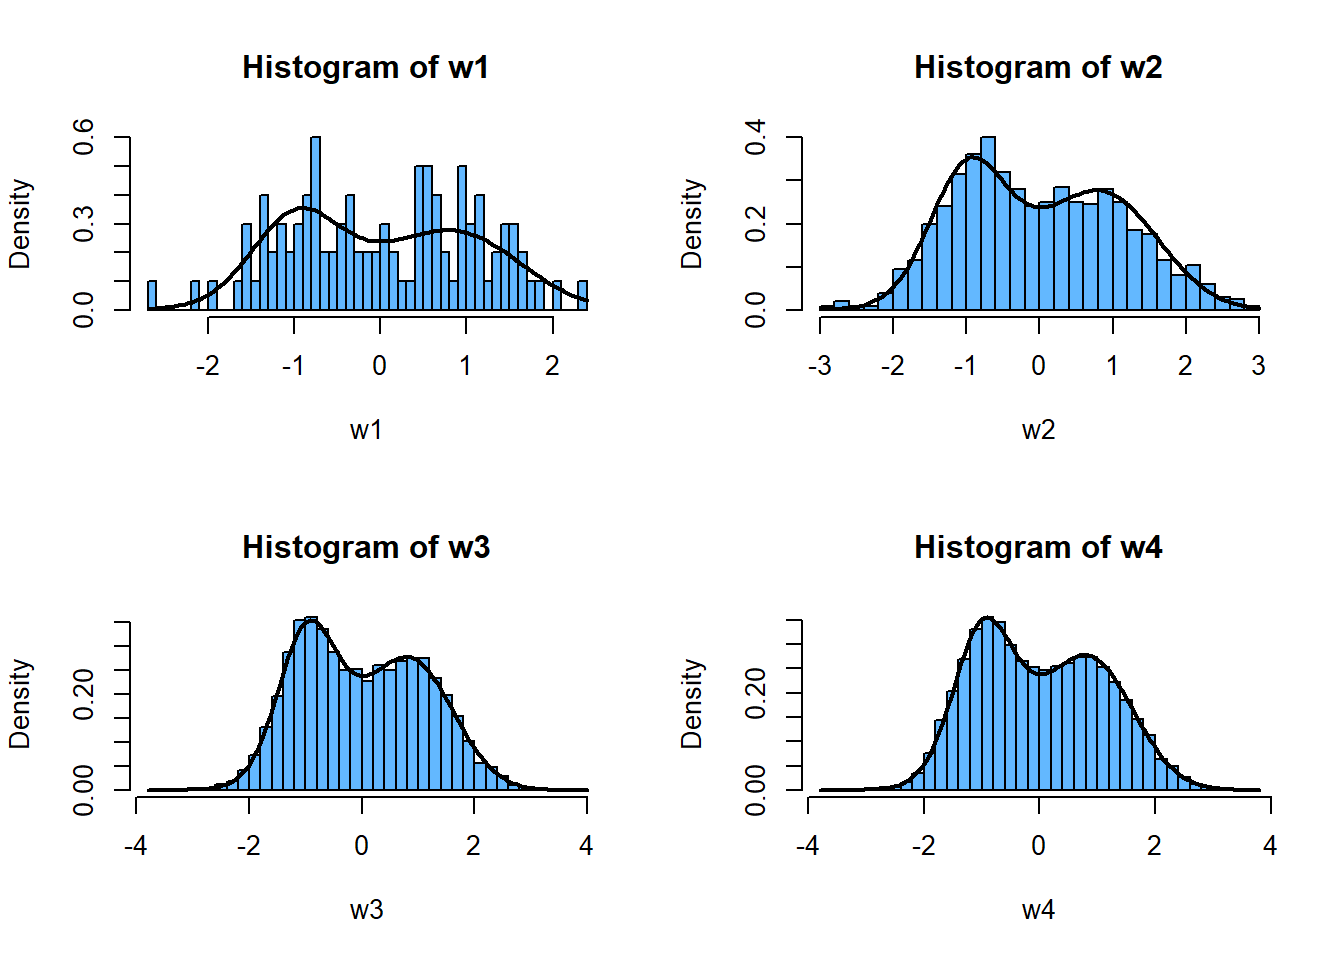 Histogram of w1
Density
0.0 0.3 0.6
-2 -1 0 1 2
w1
Histogram of w2
Density
0.0 0.2 0.4
-3 -2 -1 0 1 2 3
w2
Histogram of w3
Density
0.00 0.20
-4 -2 0 2 4
w3
Histogram of w4
Density
0.00 0.20
-4 -2 0 2 4
w4